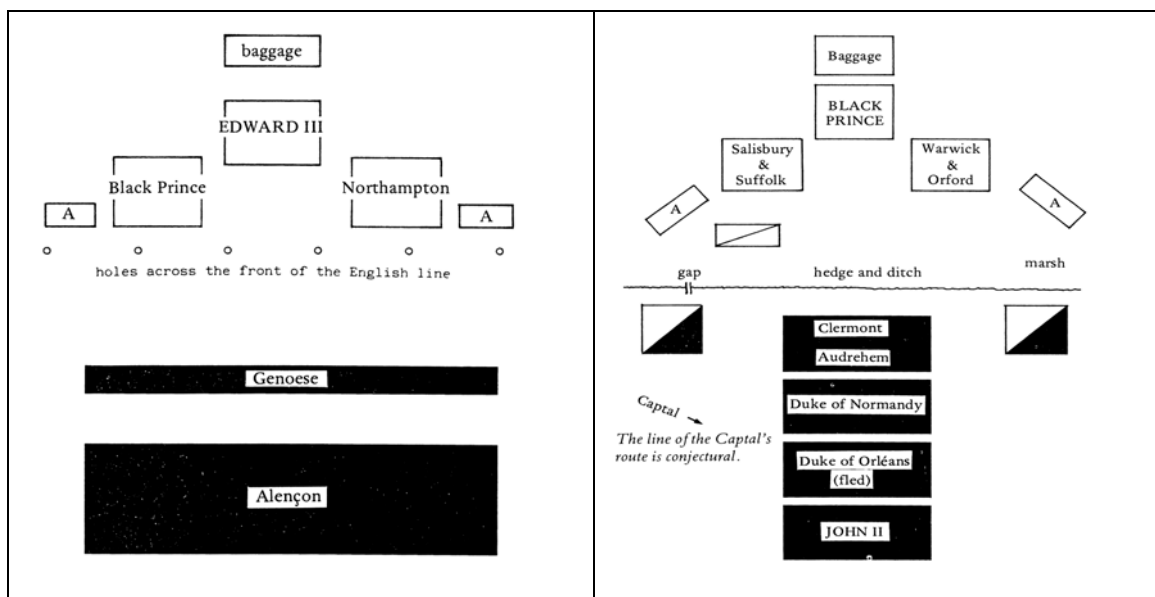 baggage
EDWARD III
Black Prince
Northampton
A
A
holes across the front of the English line
Genoese
Alençon
Baggage
BLACK
PRINCE
Salisbury
&
Suffolk
Warwick
&
Orford
A
A
marsh
gap
hedge and ditch
Clermont
Audrehem
Duke of Normandy
Captal
The line of the Captal's
route is conjectural.
Duke of Orléans
(fled)
JOHN II